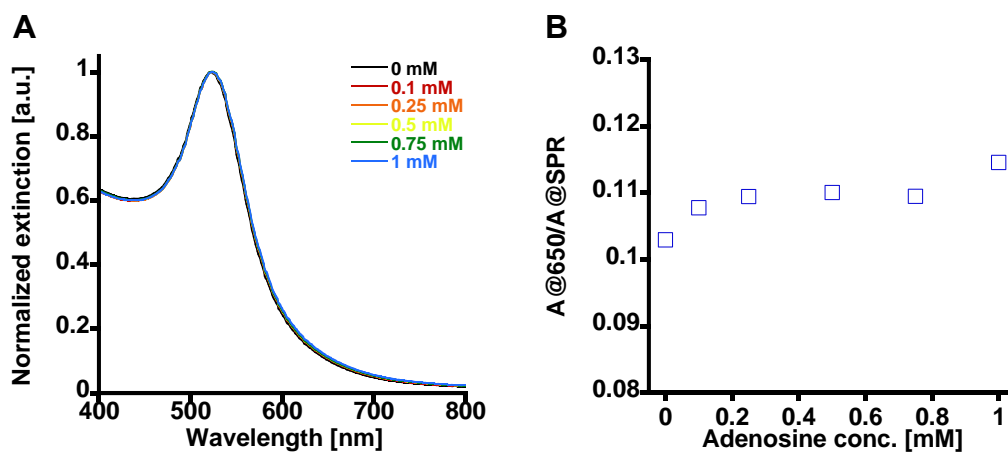 A
Normalized extinction [a.u.]
1
0.8
0.6
0.4
0.2
0
400
500
600
700
800
Wavelength [nm]
0 mM
0.1 mM
0.25 mM
0.5 mM
0.75 mM
1 mM
B
A@650/A@SPR
0.13
0.12
0.11
0.1
0.09
0.08
0
0.2
0.4
0.6
0.8
1
Adenosine conc. [mM]